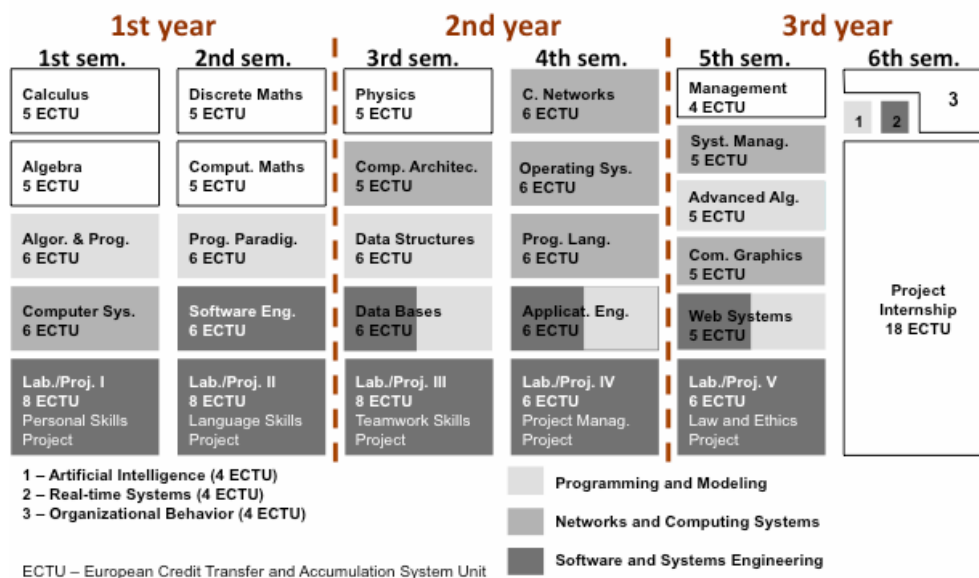 1st year
2nd year
3rd year
1st sem.
2nd sem.
3rd sem.
4th sem.
5th sem.
6th sem.
Calculus
5 ECTU
Discrete Maths
5 ECTU
Physics
5 ECTU
C. Networks
6 ECTU
Management
4 ECTU
3
1
2
Algebra
5 ECTU
Comput. Maths
5 ECTU
Comp. Architec.
5 ECTU
Operating Sys.
6 ECTU
Syst. Manag.
5 ECTU
Advanced Alg.
5 ECTU
Algor. & Prog.
6 ECTU
Prog. Paradig.
6 ECTU
Data Structures
6 ECTU
Prog. Lang.
6 ECTU
Com. Graphics
5 ECTU
Computer Sys.
6 ECTU
Software Eng.
6 ECTU
Data Bases
6 ECTU
Applicat. Eng.
6 ECTU
Web Systems
5 ECTU
Project
Internship
18 ECTU
Lab./Proj. I
8 ECTU
Personal Skills
Project
Lab./Proj. II
8 ECTU
Language Skills
Project
Lab./Proj. III
8 ECTU
Teamwork Skills
Project
Lab./Proj. IV
6 ECTU
Project Manag.
Project
Lab./Proj. V
6 ECTU
Law and Ethics
Project
1 – Artificial Intelligence (4 ECTU)
2 – Real-time Systems (4 ECTU)
3 – Organizational Behavior (4 ECTU)
Programming and Modeling
Networks and Computing Systems
Software and Systems Engineering
ECTU – European Credit Transfer and Accumulation System Unit